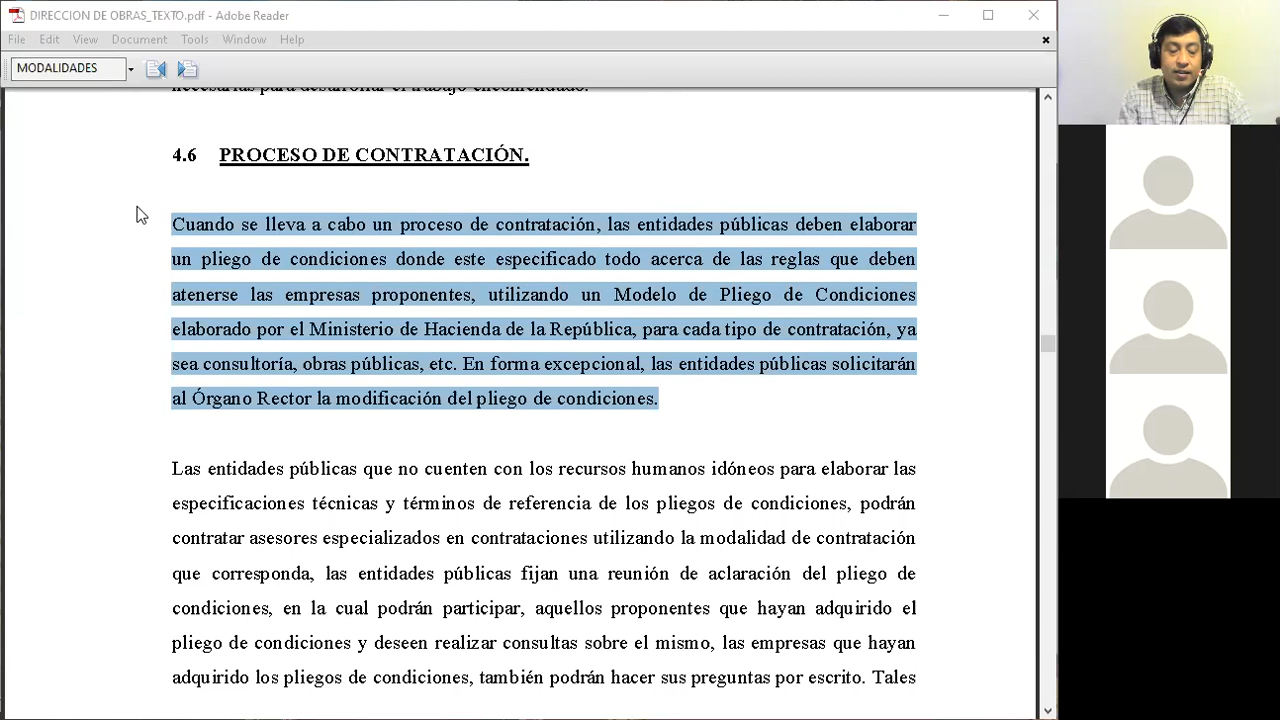 DIRECCION DE OBRAS_TEXTO.pdf - Adobe Reader
File Edit View Document Tools Window Help
MODALIDADES
necesarias para desarrollar el trabajo encomendado.
4.6 PROCESO DE CONTRATACIÓN.
Cuando se lleva a cabo un proceso de contratación, las entidades públicas deben elaborar
un pliego de condiciones donde este especificado todo acerca de las reglas que deben
atenerse las empresas proponentes, utilizando un Modelo de Pliego de Condiciones
elaborado por el Ministerio de Hacienda de la República, para cada tipo de contratación, ya
sea consultoría, obras públicas, etc. En forma excepcional, las entidades públicas solicitarán
al Órgano Rector la modificación del pliego de condiciones.
Las entidades públicas que no cuenten con los recursos humanos idóneos para elaborar las
especificaciones técnicas y términos de referencia de los pliegos de condiciones, podrán
contratar asesores especializados en contrataciones utilizando la modalidad de contratación
que corresponda, las entidades públicas fijan una reunión de aclaración del pliego de
condiciones, en la cual podrán participar, aquellos proponentes que hayan adquirido el
pliego de condiciones y deseen realizar consultas sobre el mismo, las empresas que hayan
adquirido los pliegos de condiciones, también podrán hacer sus preguntas por escrito. Tales